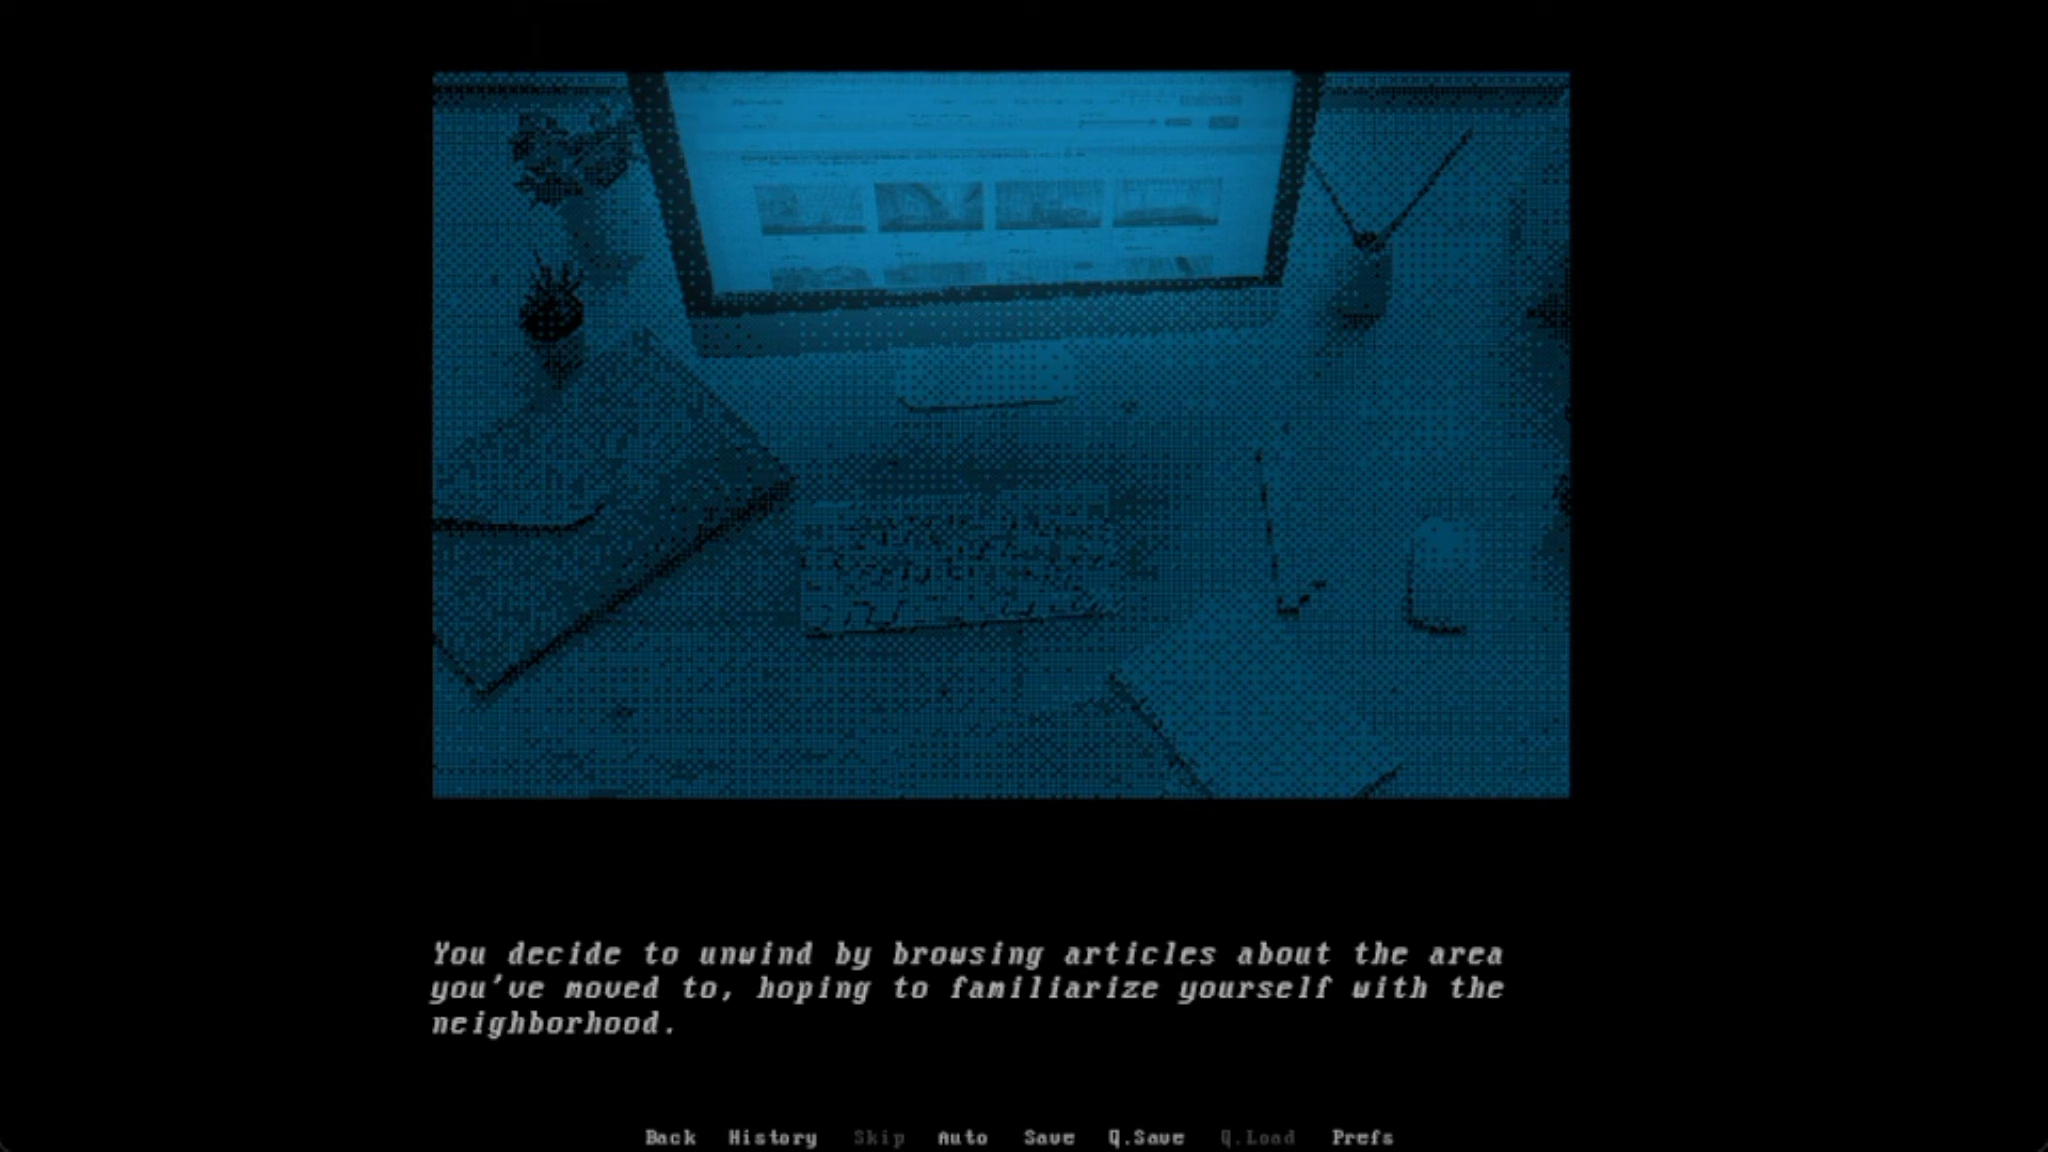 You decide to unwind by browsing articles about the area
you've moved to, hoping to familiarize yourself with the
neighborhood.
Back History Skip Auto Save Q.Save Q.Load Prefs